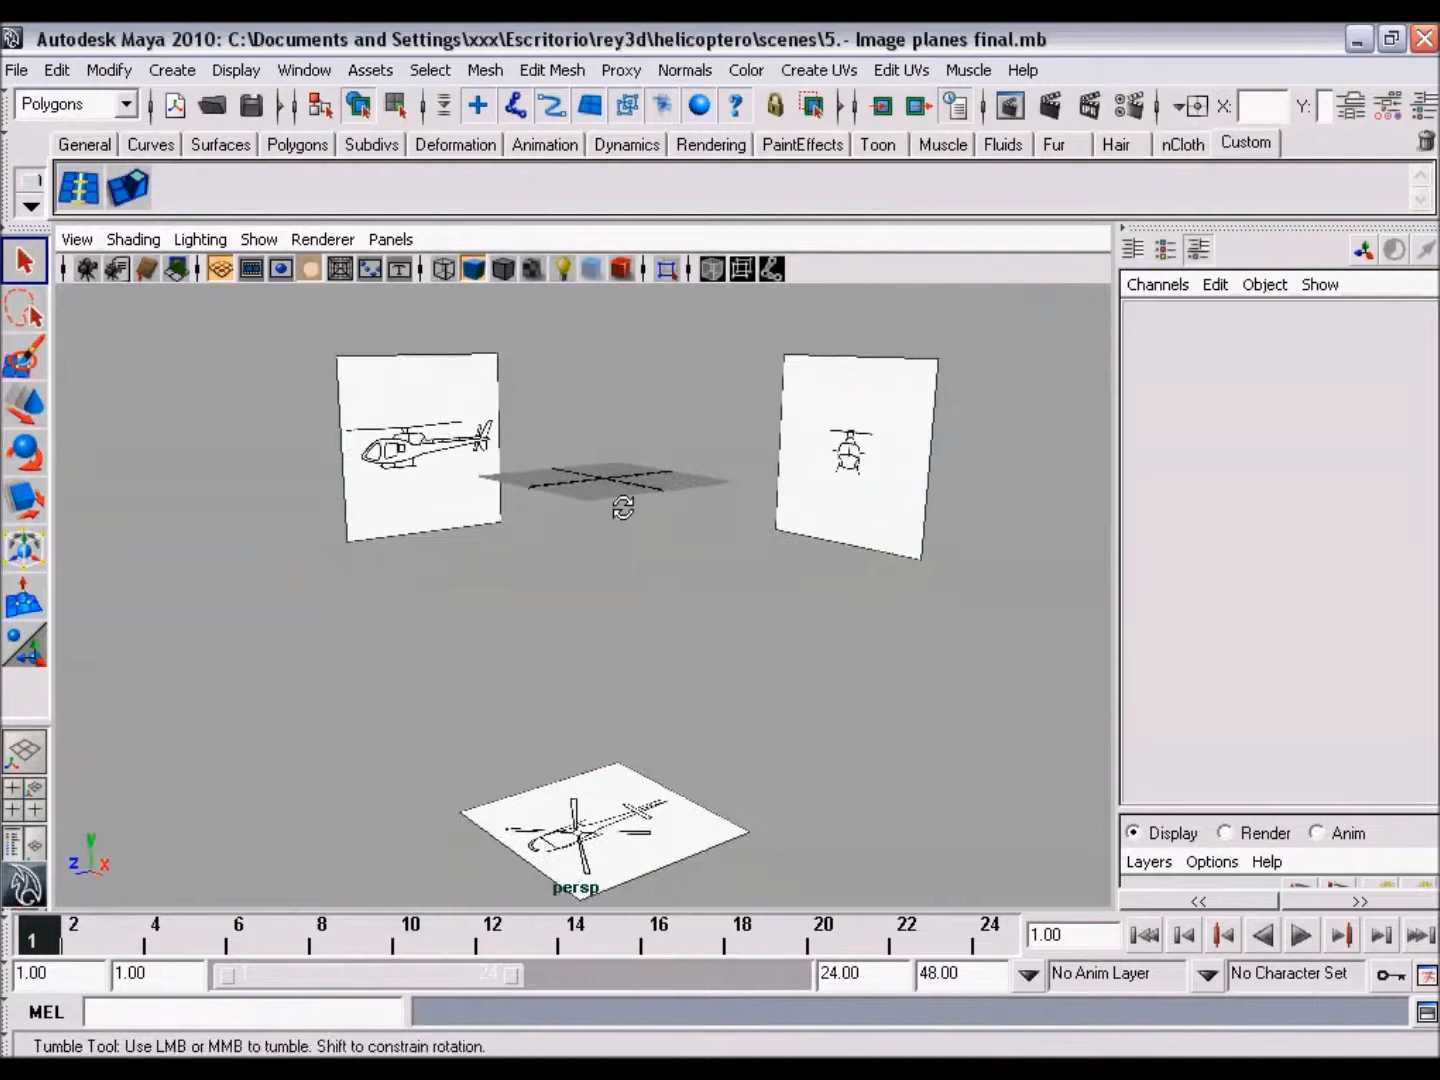 Autodesk Maya 2010: C:\Documents and Settings\xxx\Escritorio\rey3d\helicoptero\scenes\5.- Image planes final.mb
File Edit Modify Create Display Window Assets Select Mesh Edit Mesh Proxy Normals Color Create UVs Edit UVs Muscle Help
Polygons X: Y:
General Curves Surfaces Polygons Subdivs Deformation Animation Dynamics Rendering PaintEffects Toon Muscle Fluids Fur Hair nCloth Custom
View Shading Lighting Show Renderer Panels
Channels Edit Object Show
y
z x
persp
Display Render Anim
Layers Options Help
<< >>
1 2 4 6 8 10 12 14 16 18 20 22 24 1.00
1.00 1.00 1 24 24.00 48.00 No Anim Layer No Character Set
MEL
Tumble Tool: Use LMB or MMB to tumble. Shift to constrain rotation.